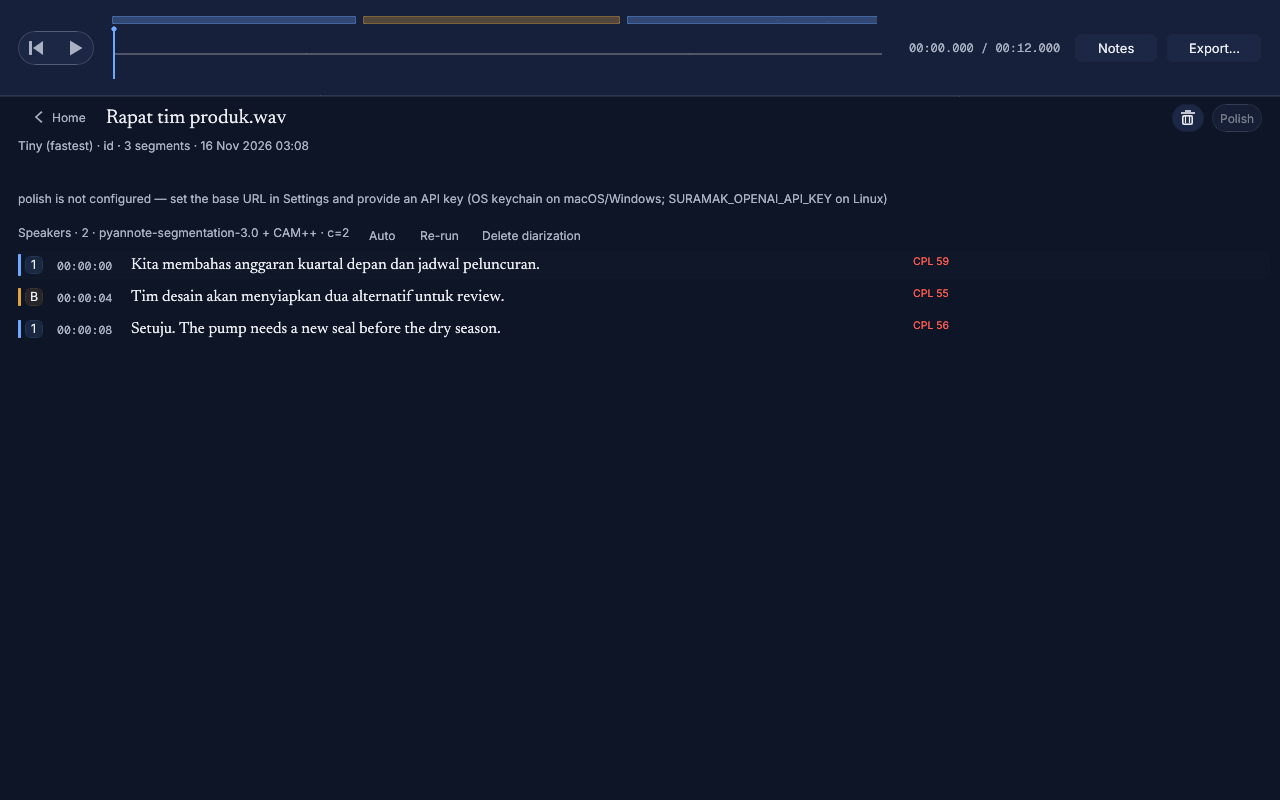 00:00.000 / 00:12.000 Notes Export...
Home Rapat tim produk.wav Polish
Tiny (fastest) · id · 3 segments · 16 Nov 2026 03:08
polish is not configured — set the base URL in Settings and provide an API key (OS keychain on macOS/Windows; SURAMAK_OPENAI_API_KEY on Linux)
Speakers · 2 · pyannote-segmentation-3.0 + CAM++ · c=2 Auto Re-run Delete diarization
1 00:00:00 Kita membahas anggaran kuartal depan dan jadwal peluncuran. CPL 59
B 00:00:04 Tim desain akan menyiapkan dua alternatif untuk review. CPL 55
1 00:00:08 Setuju. The pump needs a new seal before the dry season. CPL 56